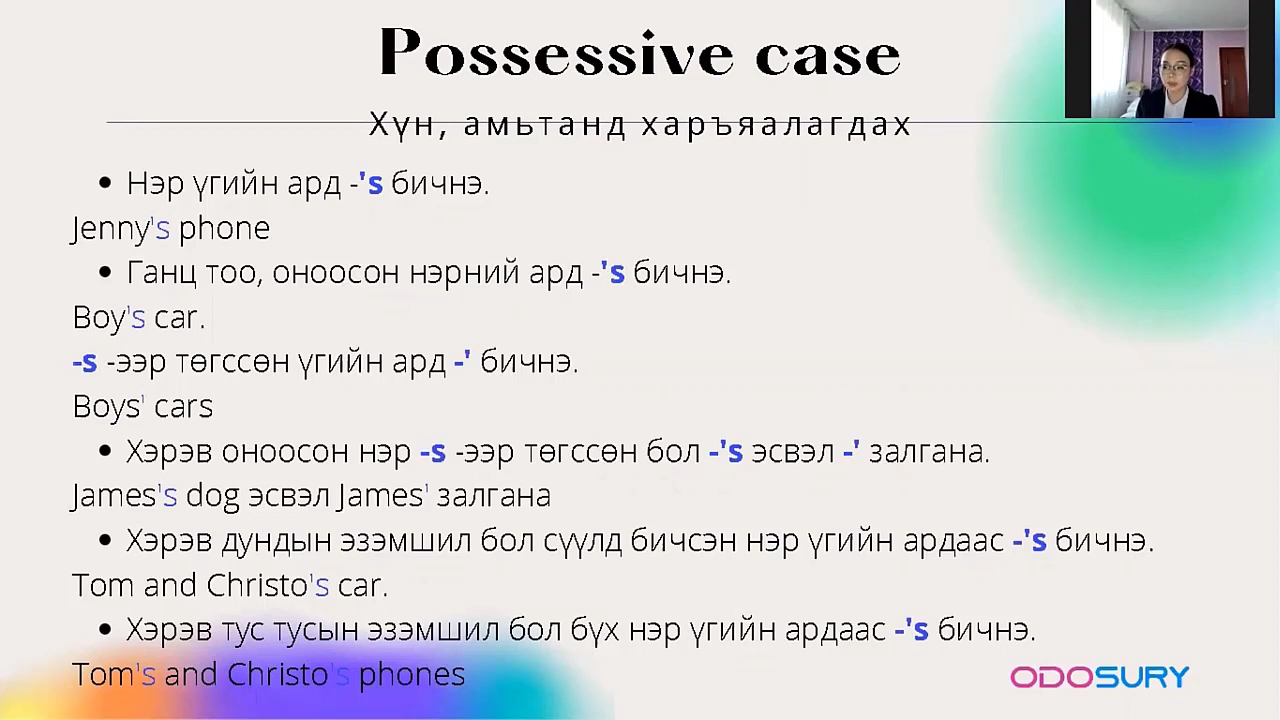 Possessive case
Хүн, амьтанд харъяалагдах
• Нэр үгийн ард -'s бичнэ.
Jenny's phone
• Ганц тоо, оноосон нэрний ард -'s бичнэ.
Boy's car.
-s -ээр төгссөн үгийн ард -' бичнэ.
Boys' cars
• Хэрэв оноосон нэр -s -ээр төгссөн бол -'s эсвэл -' залгана.
James's dog эсвэл James' залгана
• Хэрэв дундын эзэмшил бол сүүлд бичсэн нэр үгийн ардаас -'s бичнэ.
Tom and Christo's car.
• Хэрэв тус тусын эзэмшил бол бүх нэр үгийн ардаас -'s бичнэ.
Tom's and Christo's phones
ODOSURY